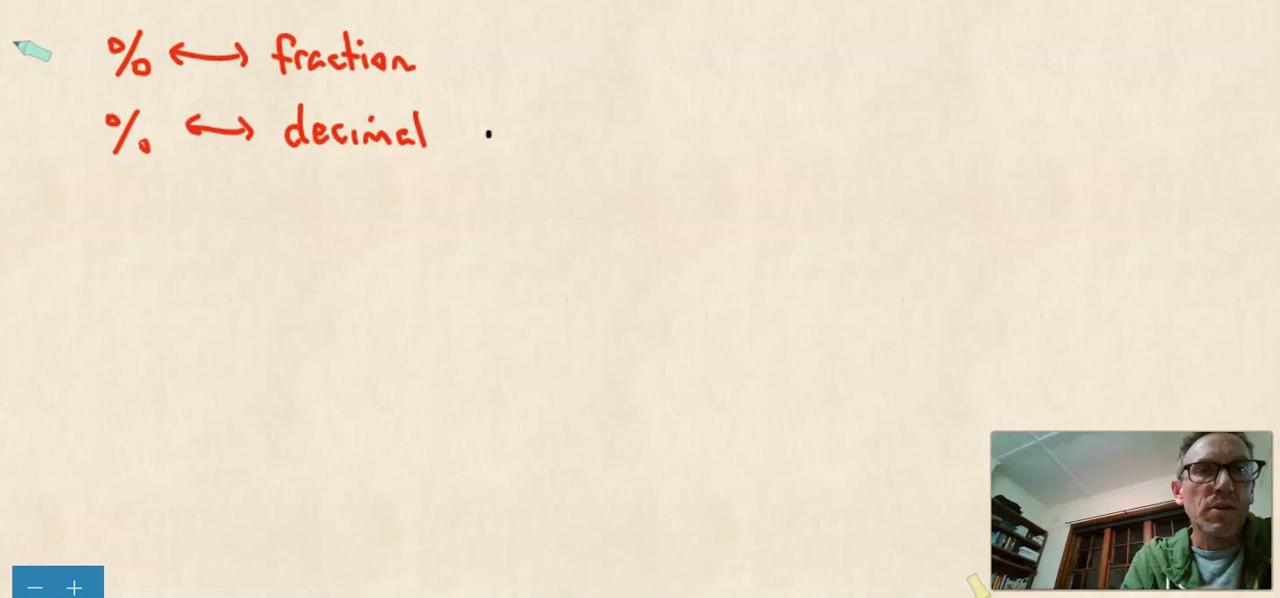 % ↔ fraction
% ↔ decimal